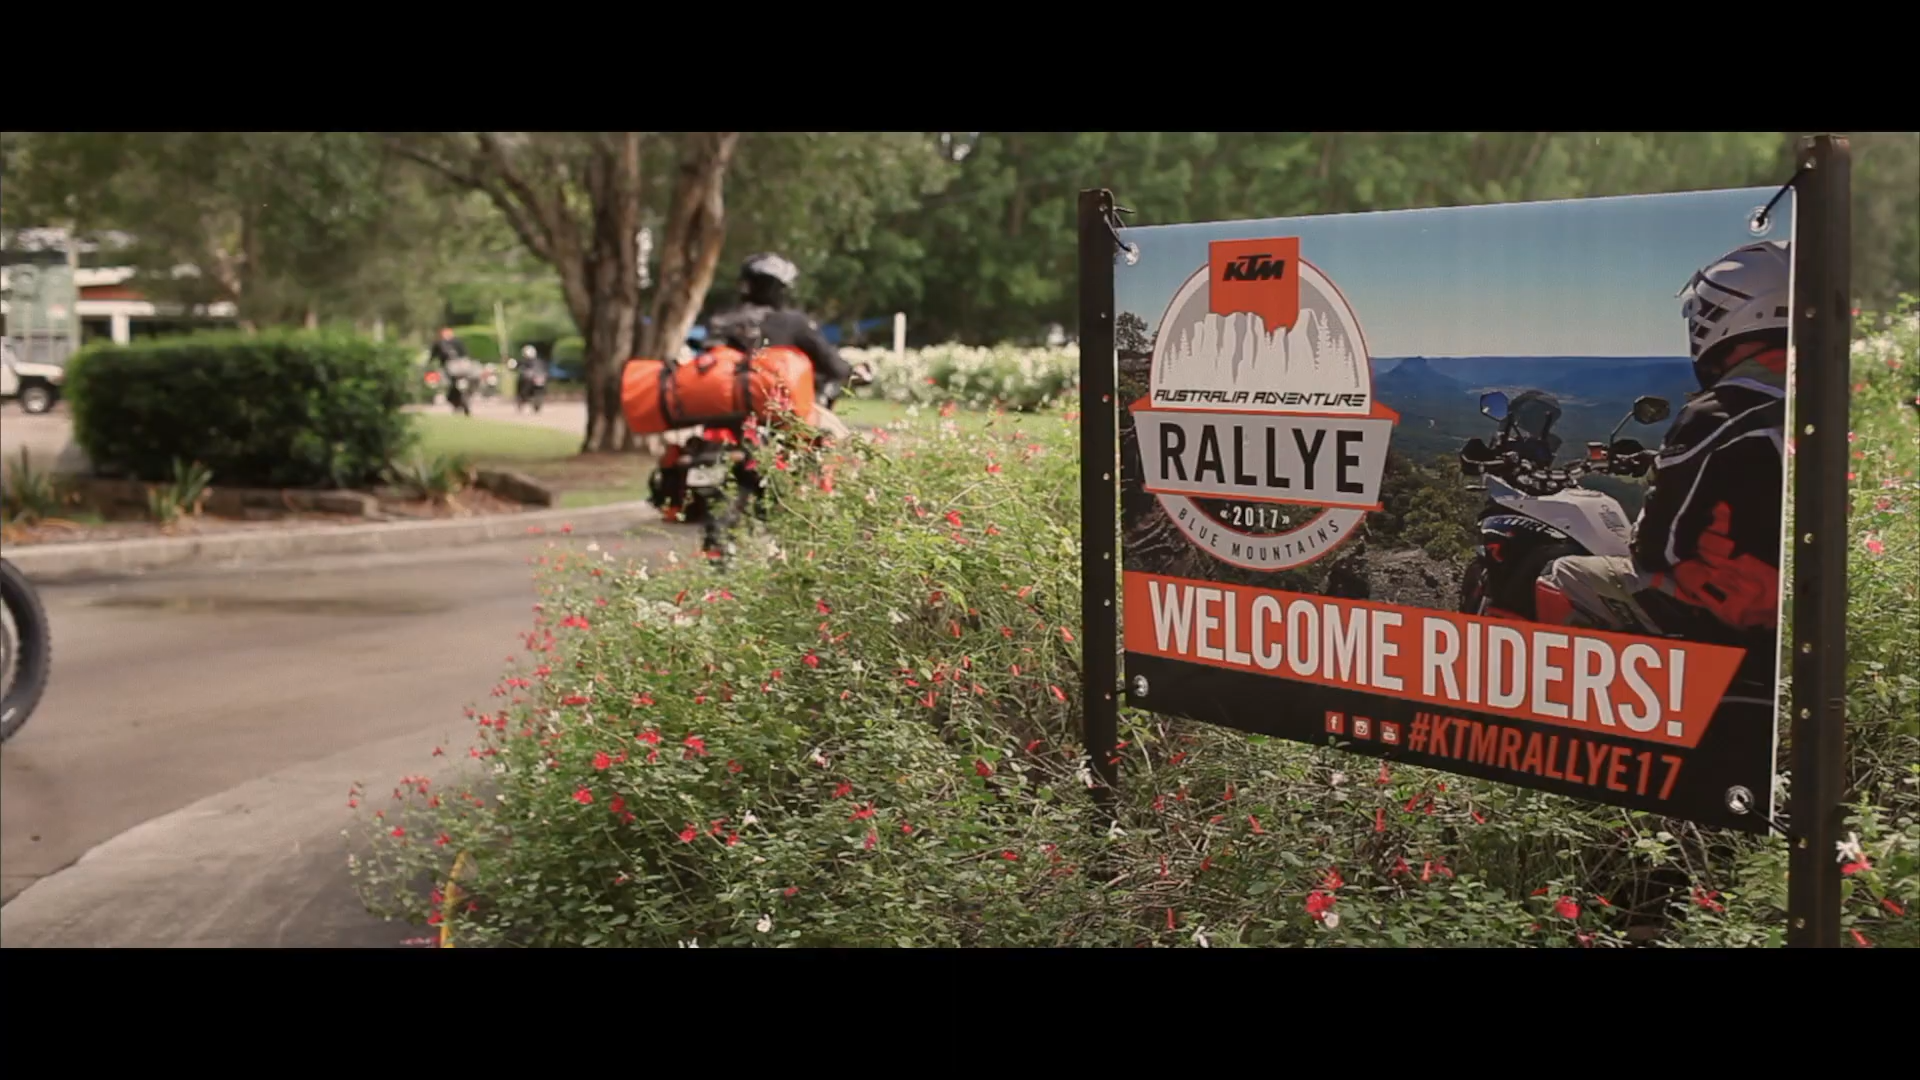 KTM
AUSTRALIA ADVENTURE
RALLYE
«2017»
BLUE MOUNTAINS
WELCOME RIDERS!
#KTMRALLYE17